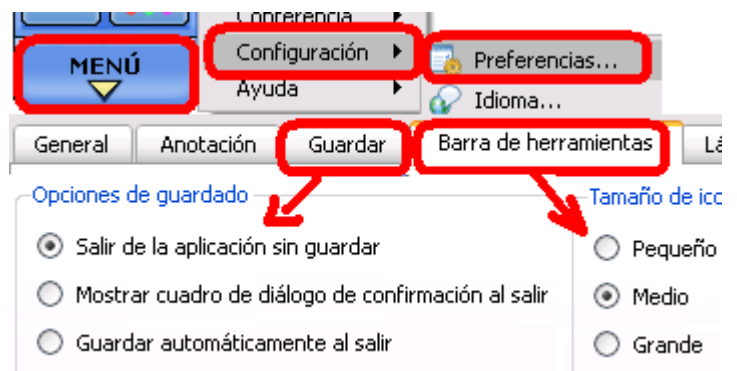 Conferencia
MENÚ
Configuración
Preferencias...
Ayuda
Idioma...
General
Anotación
Guardar
Barra de herramientas
Lá
Opciones de guardado
Tamaño de ico
Salir de la aplicación sin guardar
Pequeño
Mostrar cuadro de diálogo de confirmación al salir
Medio
Guardar automáticamente al salir
Grande